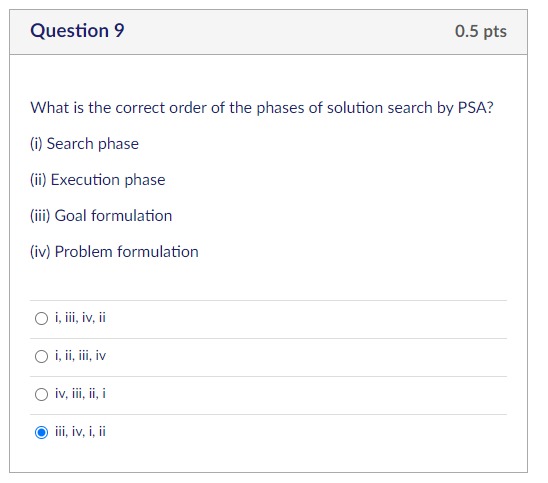 Question 9
0.5 pts
What is the correct order of the phases of solution search by PSA?
(i) Search phase
(ii) Execution phase
(iii) Goal formulation
(iv) Problem formulation
i, iii, iv, ii
i, ii, iii, iv
iv, iii, ii, i
iii, iv, i, ii